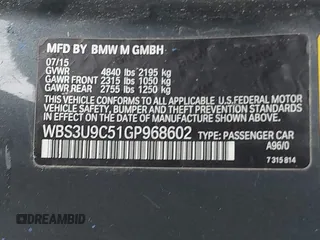 MFD BY BMW M GMBH
07/15
GVWR 4840 lbs 2195 kg
GAWR FRONT 2315 lbs 1050 kg
GAWR REAR 2755 lbs 1250 kg
THIS VEHICLE CONFORMS TO ALL APPLICABLE U.S. FEDERAL MOTOR
VEHICLE SAFETY, BUMPER, AND THEFT PREVENTION STANDARDS
IN EFFECT ON THE DATE OF MANUFACTURE SHOWN ABOVE.
WBS3U9C51GP968602 TYPE: PASSENGER CAR
A96/0
7 315 814
DREAMBID